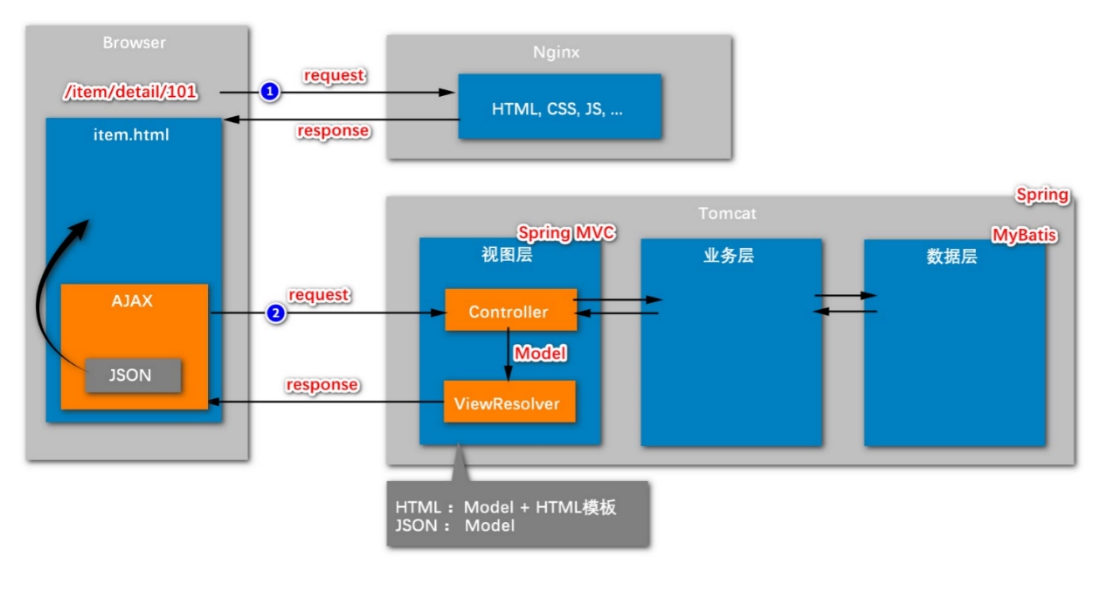 Browser
/item/detail/101
item.html
AJAX
JSON
1
request
response
Nginx
HTML, CSS, JS, ...
2
request
response
Spring
Tomcat
Spring MVC
视图层
Controller
Model
ViewResolver
业务层
MyBatis
数据层
HTML： Model + HTML模板
JSON： Model